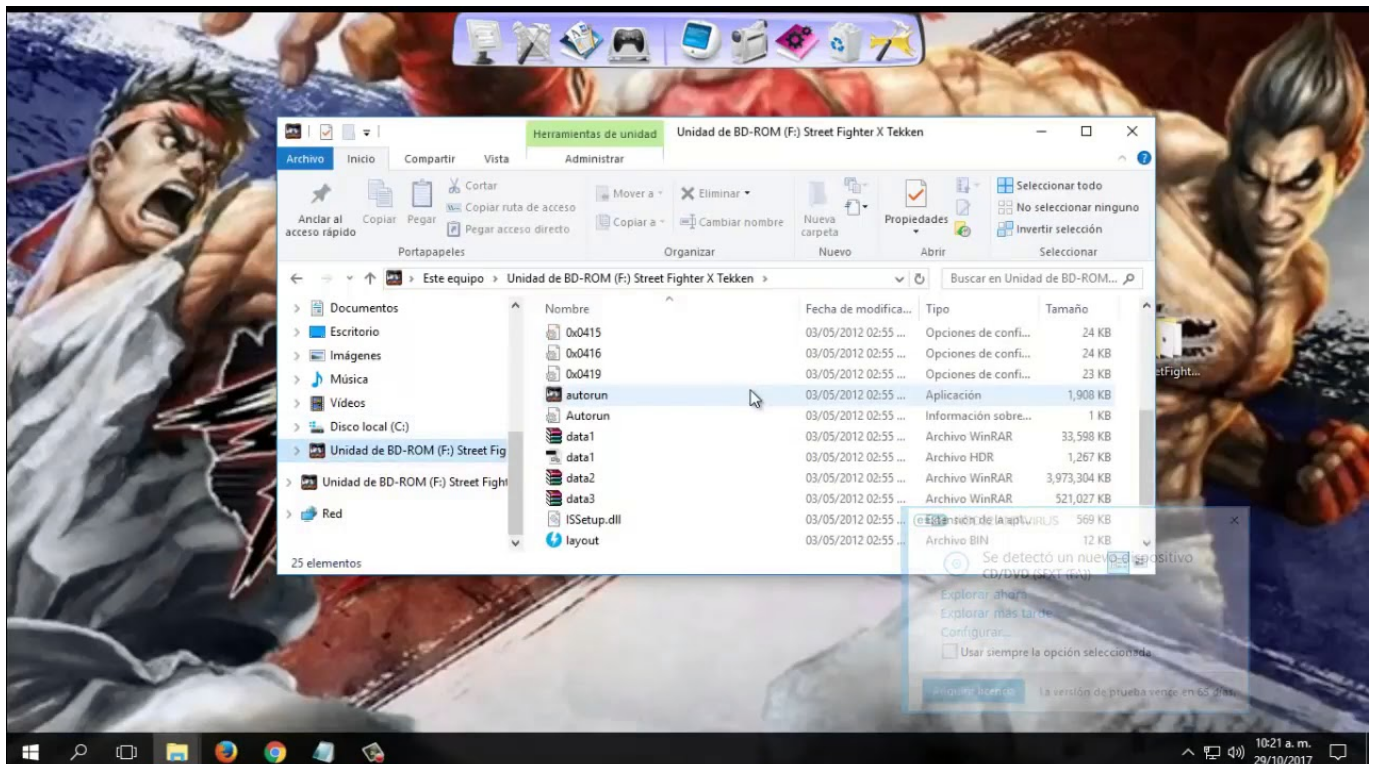 Herramientas de unidad Unidad de BD-ROM (F:) Street Fighter X Tekken
Archivo Inicio Compartir Vista Administrar
Anclar al acceso rápido
Copiar
Pegar
Cortar
Copiar ruta de acceso
Pegar acceso directo
Portapapeles
Mover a
Copiar a
Eliminar
Cambiar nombre
Organizar
Nueva carpeta
Nuevo
Propiedades
Abrir
Seleccionar todo
No seleccionar ninguno
Invertir selección
Seleccionar
Este equipo > Unidad de BD-ROM (F:) Street Fighter X Tekken >
Buscar en Unidad de BD-ROM...
Documentos
Escritorio
Imágenes
Música
Vídeos
Disco local (C:)
Unidad de BD-ROM (F:) Street Fig
Unidad de BD-ROM (F:) Street Fight
Red
Nombre Fecha de modifica... Tipo Tamaño
0x0415 03/05/2012 02:55 ... Opciones de confi... 24 KB
0x0416 03/05/2012 02:55 ... Opciones de confi... 24 KB
0x0419 03/05/2012 02:55 ... Opciones de confi... 23 KB
autorun 03/05/2012 02:55 ... Aplicación 1,908 KB
Autorun 03/05/2012 02:55 ... Información sobre... 1 KB
data1 03/05/2012 02:55 ... Archivo WinRAR 33,598 KB
data1 03/05/2012 02:55 ... Archivo HDR 1,267 KB
data2 03/05/2012 02:55 ... Archivo WinRAR 3,973,304 KB
data3 03/05/2012 02:55 ... Archivo WinRAR 521,027 KB
ISSetup.dll 03/05/2012 02:55 ... Extensión de la apl... 569 KB
layout 03/05/2012 02:55 ... Archivo BIN 12 KB
25 elementos
etFight...
Se detectó un nuevo dispositivo
CD/DVD (SFXT (F:\))
Explorar ahora
Explorar más tarde
Configurar...
Usar siempre la opción seleccionada
La versión de prueba vence en 65 días.
10:21 a. m.
29/10/2017